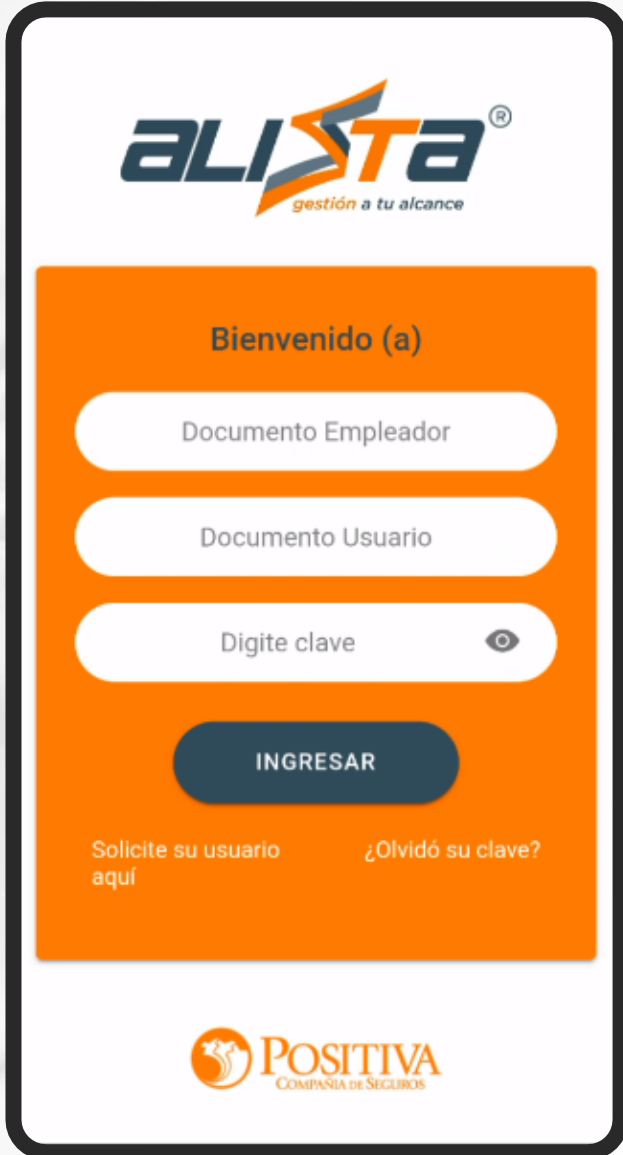 aLISTa®
gestión a tu alcance
Bienvenido (a)
Documento Empleador
Documento Usuario
Digite clave
INGRESAR
Solicite su usuario
aquí
¿Olvidó su clave?
POSITIVA
COMPAÑIA DE SEGUROS